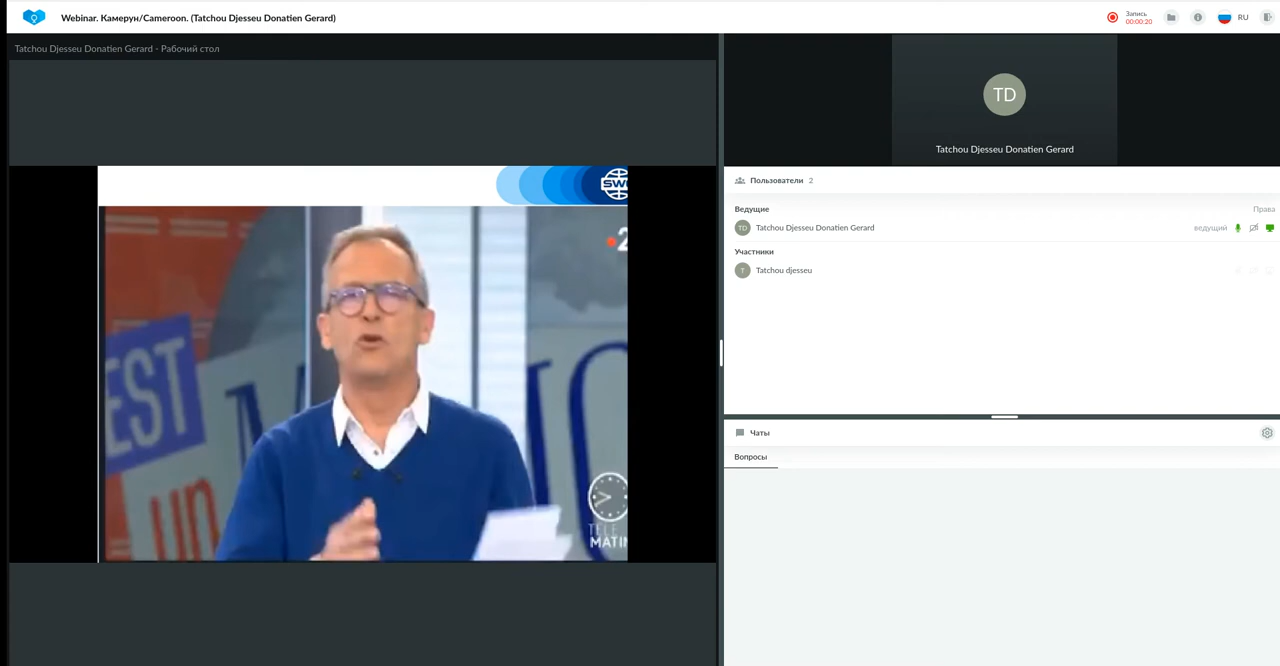 Webinar. Камерун/Cameroon. (Tatchou Djesseu Donatien Gerard)
Запись
00:00:20
RU
Tatchou Djesseu Donatien Gerard - Рабочий стол
TD
Tatchou Djesseu Donatien Gerard
Пользователи 2
Ведущие Права
TD Tatchou Djesseu Donatien Gerard ведущий
Участники
T Tatchou djesseu
Чаты
Вопросы
2
EST
TELE
MATIN